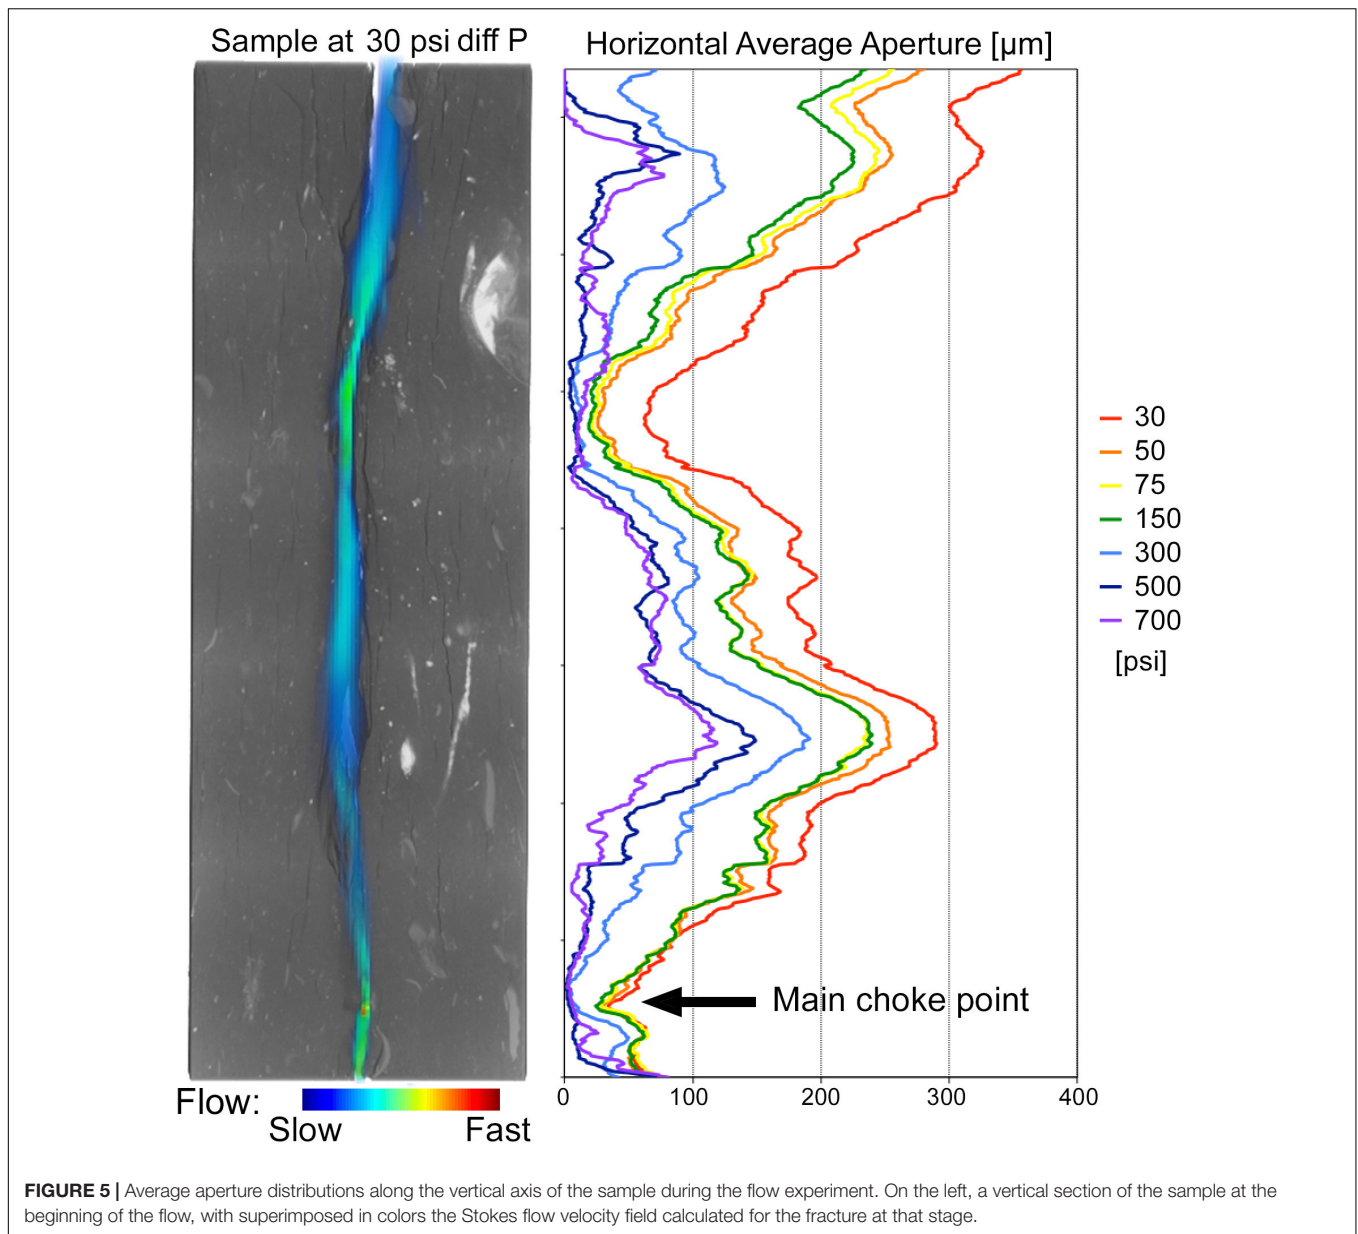 Sample at 30 psi diff P
Horizontal Average Aperture [µm]
30
50
75
150
300
500
700
[psi]
Main choke point
0 100 200 300 400
Flow:
Slow Fast
FIGURE 5 | Average aperture distributions along the vertical axis of the sample during the flow experiment. On the left, a vertical section of the sample at the
beginning of the flow, with superimposed in colors the Stokes flow velocity field calculated for the fracture at that stage.